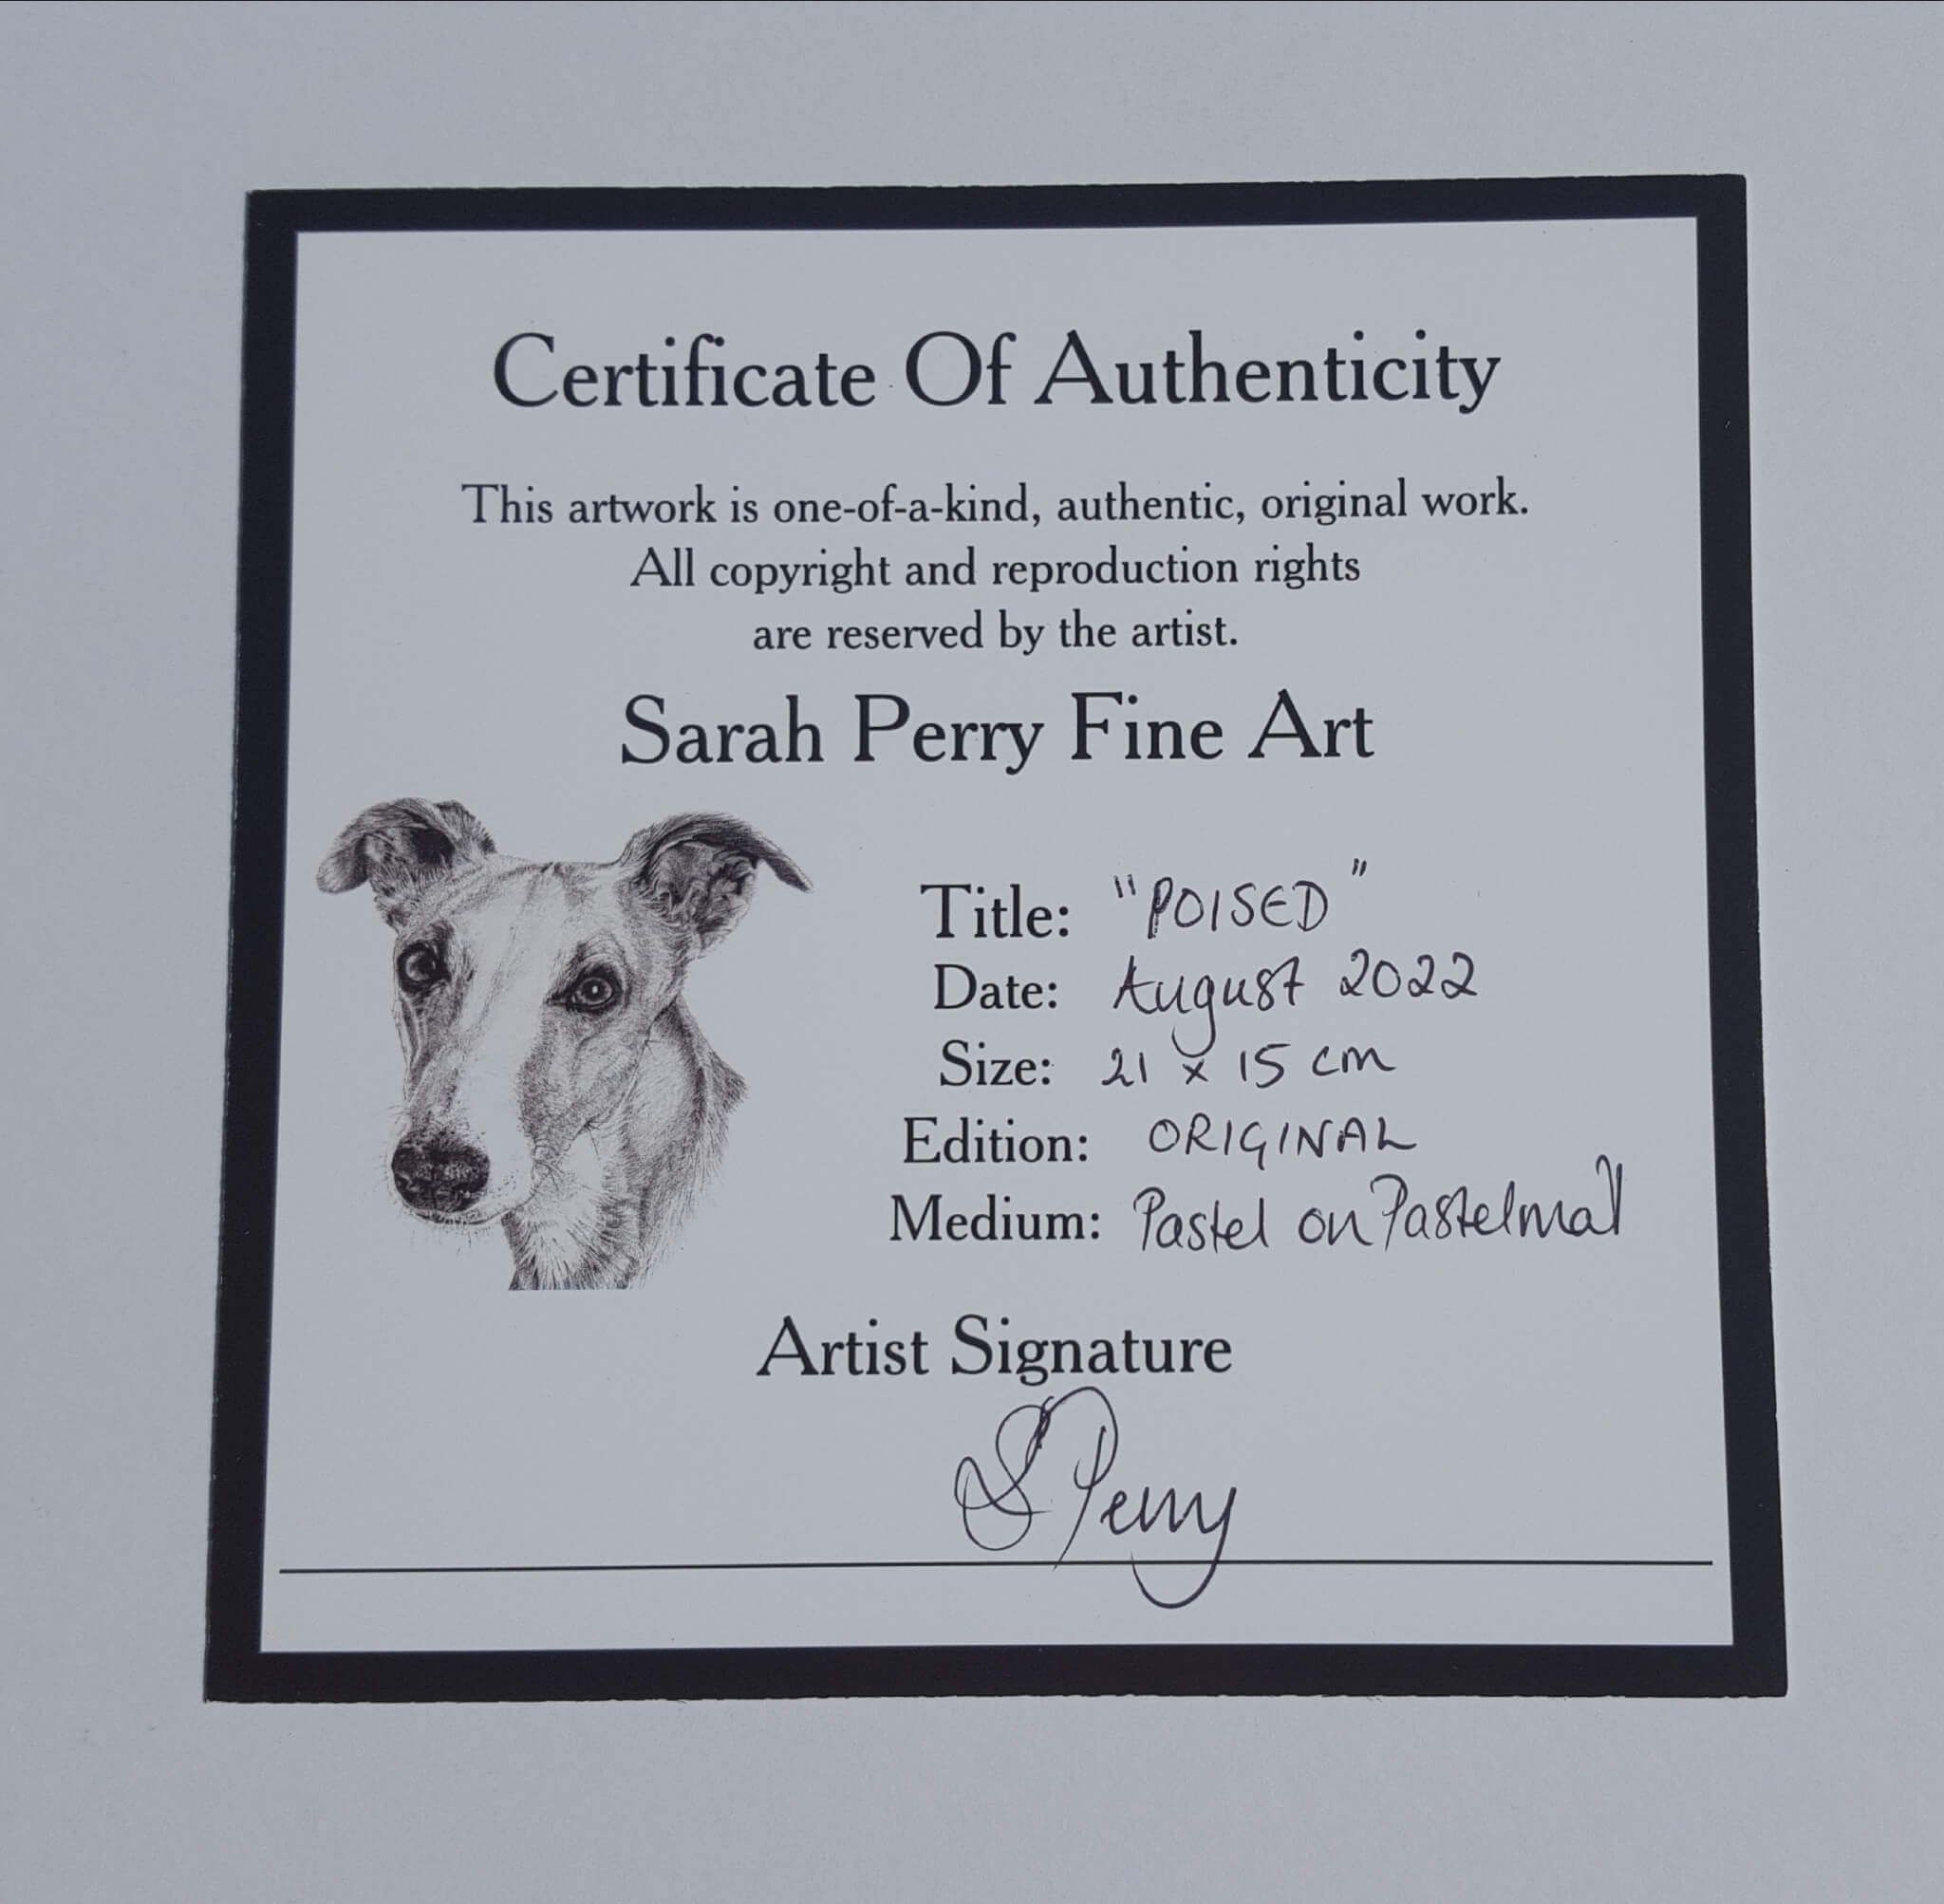 Certificate Of Authenticity
This artwork is one-of-a-kind, authentic, original work.
All copyright and reproduction rights
are reserved by the artist.
Sarah Perry Fine Art
Title: "POISED"
Date: August 2022
Size: 21 x 15 cm
Edition: ORIGINAL
Medium: Pastel on Pastelmat
Artist Signature
S Perry